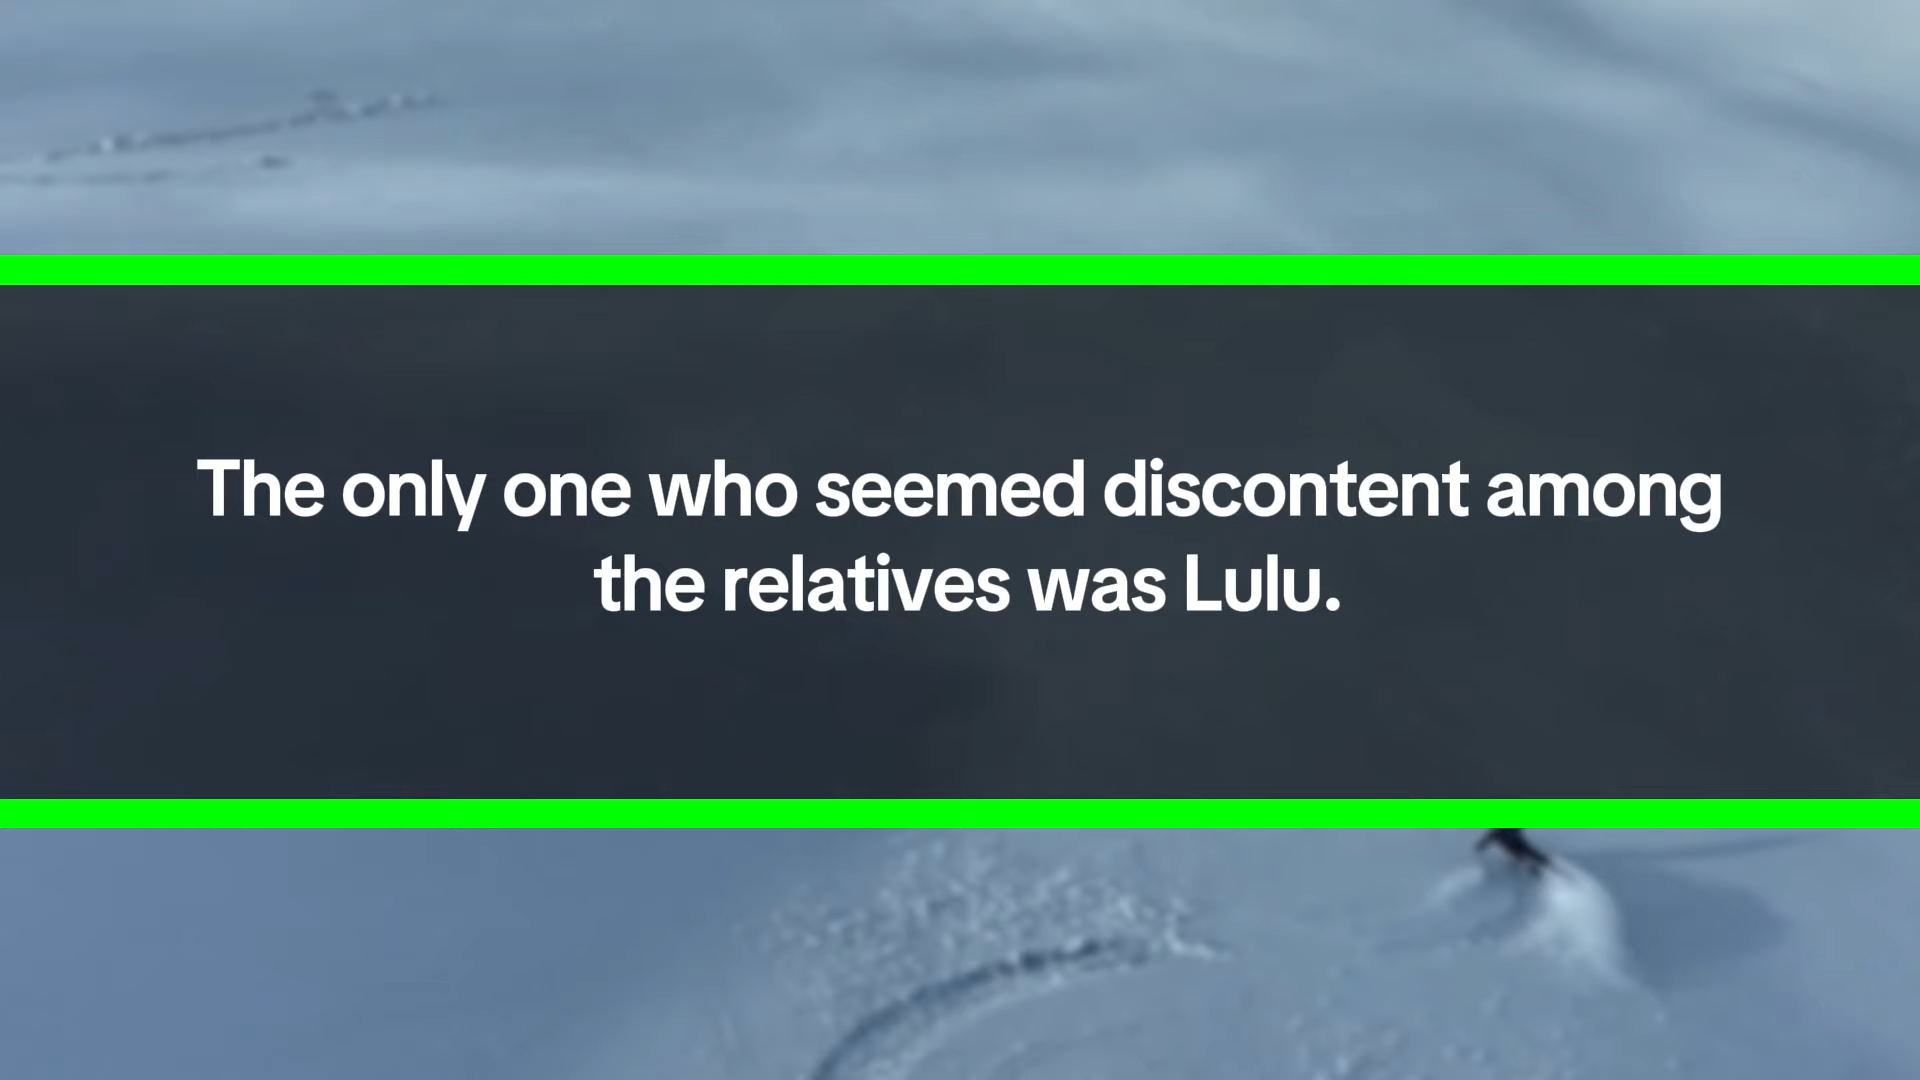 The only one who seemed discontent among
the relatives was Lulu.